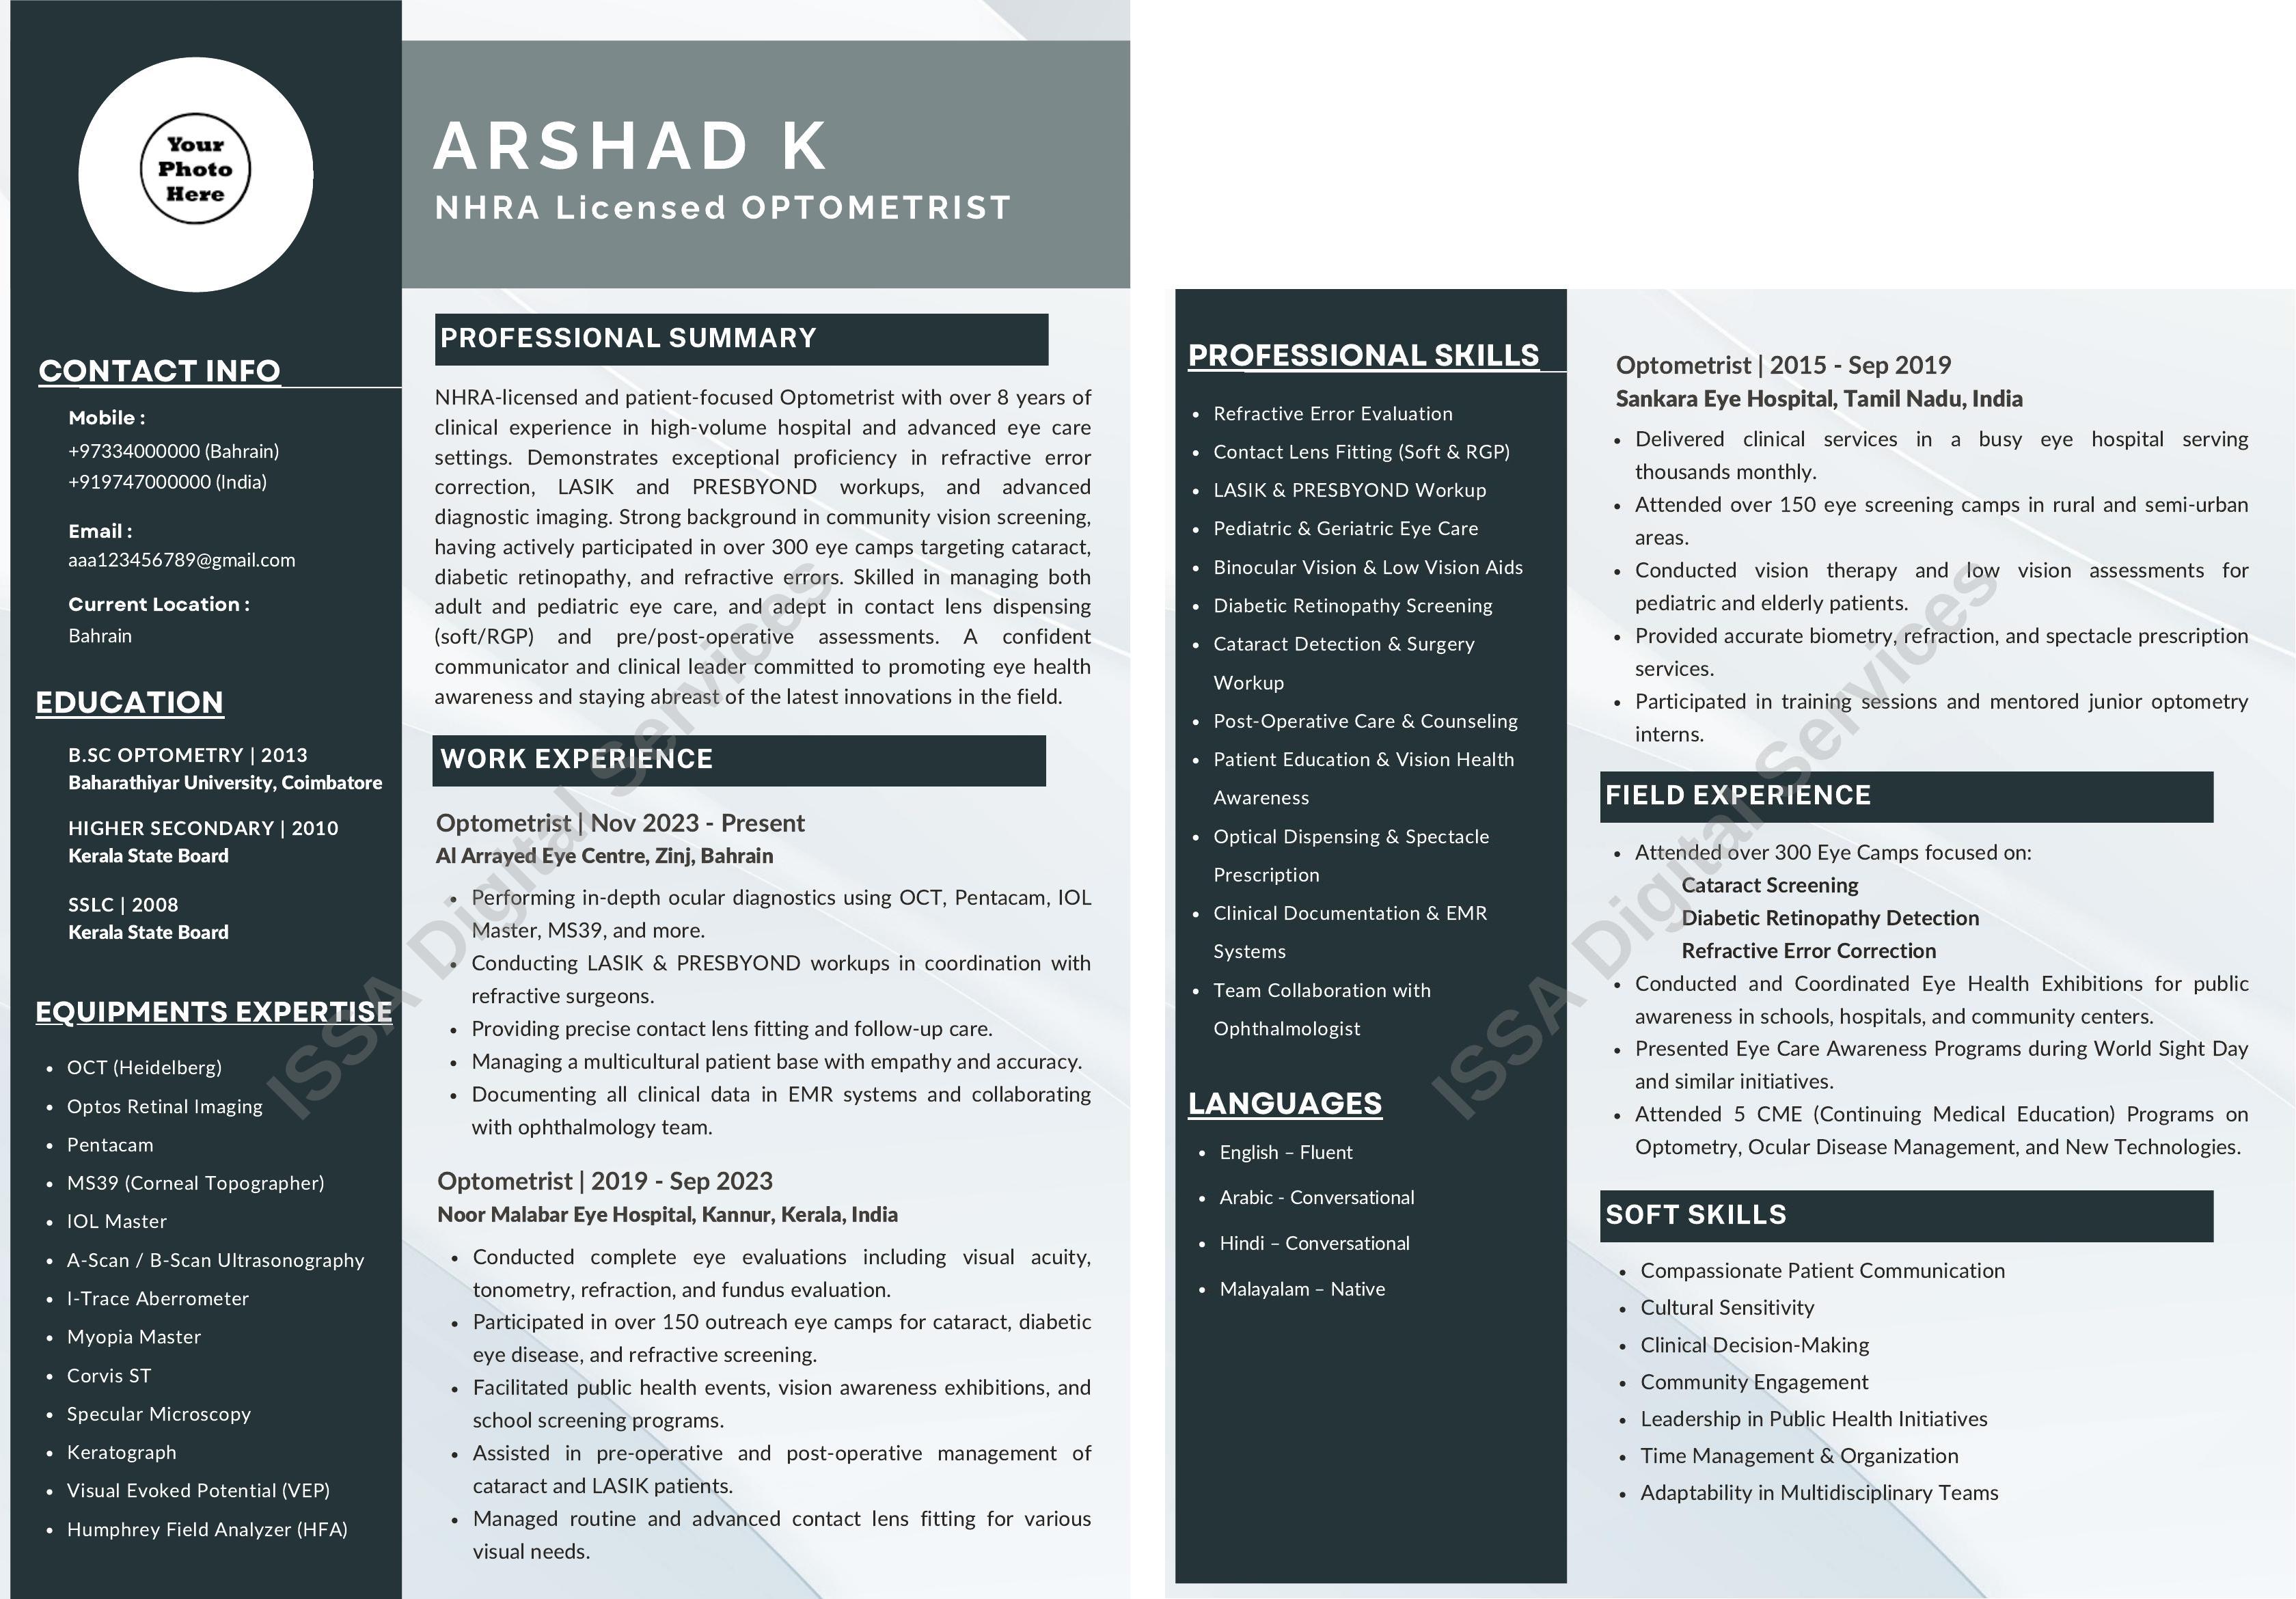 Your
Photo
Here
ARSHAD K
NHRA Licensed OPTOMETRIST
CONTACT INFO
Mobile :
+97334000000 (Bahrain)
+919747000000 (India)
Email :
aaa123456789@gmail.com
Current Location :
Bahrain
EDUCATION
B.SC OPTOMETRY | 2013
Baharathiyar University, Coimbatore
HIGHER SECONDARY | 2010
Kerala State Board
SSLC | 2008
Kerala State Board
EQUIPMENTS EXPERTISE
• OCT (Heidelberg)
• Optos Retinal Imaging
• Pentacam
• MS39 (Corneal Topographer)
• IOL Master
• A-Scan / B-Scan Ultrasonography
• I-Trace Aberrometer
• Myopia Master
• Corvis ST
• Specular Microscopy
• Keratograph
• Visual Evoked Potential (VEP)
• Humphrey Field Analyzer (HFA)
PROFESSIONAL SUMMARY
NHRA-licensed and patient-focused Optometrist with over 8 years of
clinical experience in high-volume hospital and advanced eye care
settings. Demonstrates exceptional proficiency in refractive error
correction, LASIK and PRESBYOND workups, and advanced
diagnostic imaging. Strong background in community vision screening,
having actively participated in over 300 eye camps targeting cataract,
diabetic retinopathy, and refractive errors. Skilled in managing both
adult and pediatric eye care, and adept in contact lens dispensing
(soft/RGP) and pre/post-operative assessments. A confident
communicator and clinical leader committed to promoting eye health
awareness and staying abreast of the latest innovations in the field.
WORK EXPERIENCE
Optometrist | Nov 2023 - Present
Al Arrayed Eye Centre, Zinj, Bahrain
• Performing in-depth ocular diagnostics using OCT, Pentacam, IOL
Master, MS39, and more.
• Conducting LASIK & PRESBYOND workups in coordination with
refractive surgeons.
• Providing precise contact lens fitting and follow-up care.
• Managing a multicultural patient base with empathy and accuracy.
• Documenting all clinical data in EMR systems and collaborating
with ophthalmology team.
Optometrist | 2019 - Sep 2023
Noor Malabar Eye Hospital, Kannur, Kerala, India
• Conducted complete eye evaluations including visual acuity,
tonometry, refraction, and fundus evaluation.
• Participated in over 150 outreach eye camps for cataract, diabetic
eye disease, and refractive screening.
• Facilitated public health events, vision awareness exhibitions, and
school screening programs.
• Assisted in pre-operative and post-operative management of
cataract and LASIK patients.
• Managed routine and advanced contact lens fitting for various
visual needs.
ISSA Digital Services
PROFESSIONAL SKILLS
• Refractive Error Evaluation
• Contact Lens Fitting (Soft & RGP)
• LASIK & PRESBYOND Workup
• Pediatric & Geriatric Eye Care
• Binocular Vision & Low Vision Aids
• Diabetic Retinopathy Screening
• Cataract Detection & Surgery
Workup
• Post-Operative Care & Counseling
• Patient Education & Vision Health
Awareness
• Optical Dispensing & Spectacle
Prescription
• Clinical Documentation & EMR
Systems
• Team Collaboration with
Ophthalmologist
LANGUAGES
• English – Fluent
• Arabic - Conversational
• Hindi – Conversational
• Malayalam – Native
Optometrist | 2015 - Sep 2019
Sankara Eye Hospital, Tamil Nadu, India
• Delivered clinical services in a busy eye hospital serving
thousands monthly.
• Attended over 150 eye screening camps in rural and semi-urban
areas.
• Conducted vision therapy and low vision assessments for
pediatric and elderly patients.
• Provided accurate biometry, refraction, and spectacle prescription
services.
• Participated in training sessions and mentored junior optometry
interns.
FIELD EXPERIENCE
• Attended over 300 Eye Camps focused on:
Cataract Screening
Diabetic Retinopathy Detection
Refractive Error Correction
• Conducted and Coordinated Eye Health Exhibitions for public
awareness in schools, hospitals, and community centers.
• Presented Eye Care Awareness Programs during World Sight Day
and similar initiatives.
• Attended 5 CME (Continuing Medical Education) Programs on
Optometry, Ocular Disease Management, and New Technologies.
SOFT SKILLS
• Compassionate Patient Communication
• Cultural Sensitivity
• Clinical Decision-Making
• Community Engagement
• Leadership in Public Health Initiatives
• Time Management & Organization
• Adaptability in Multidisciplinary Teams
ISSA Digital Services